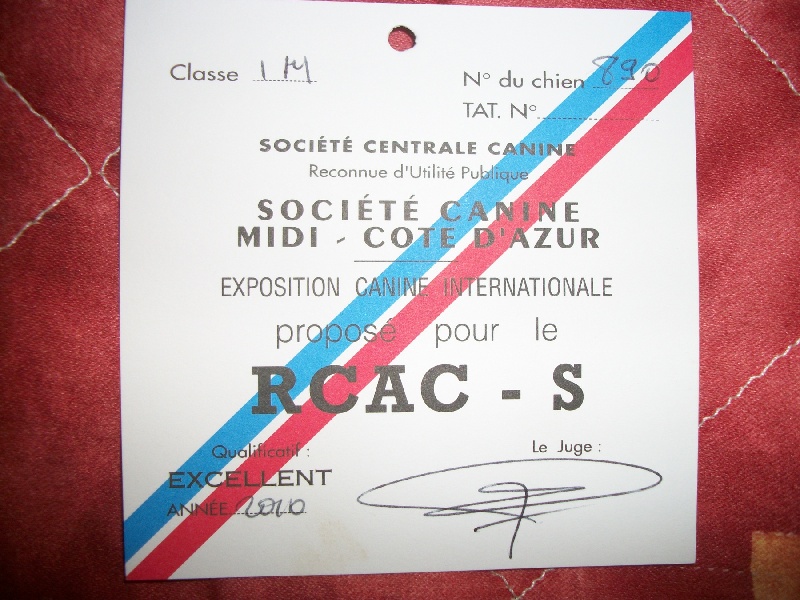 Classe 1 M
N° du chien 890
TAT. N°
SOCIÉTÉ CENTRALE CANINE
Reconnue d'Utilité Publique
SOCIÉTÉ CANINE
MIDI - COTE D'AZUR
EXPOSITION CANINE INTERNATIONALE
proposé pour le
RCAC - S
Qualificatif :
Le Juge :
EXCELLENT
ANNÉE 2010